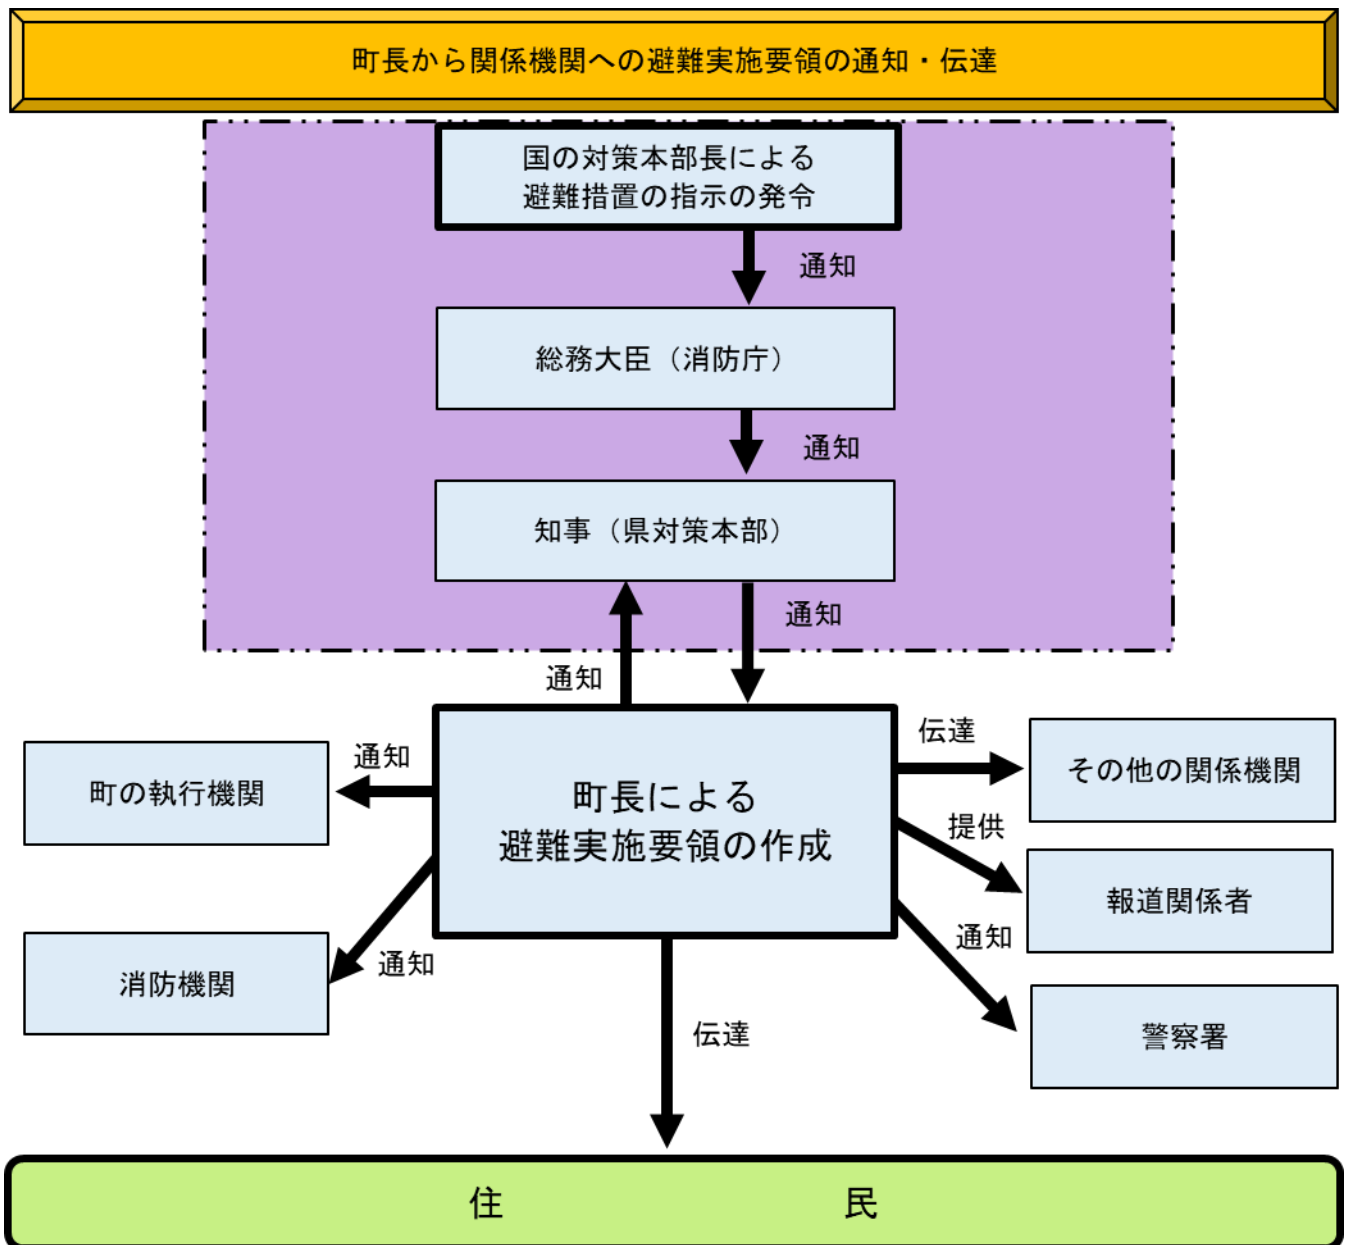 町長から関係機関への避難実施要領の通知・伝達
国の対策本部長による
避難措置の指示の発令
通知
総務大臣（消防庁）
通知
知事（県対策本部）
通知
通知
町長による
避難実施要領の作成
通知
町の執行機関
通知
消防機関
伝達
その他の関係機関
提供
報道関係者
通知
警察署
伝達
住　　　　　民